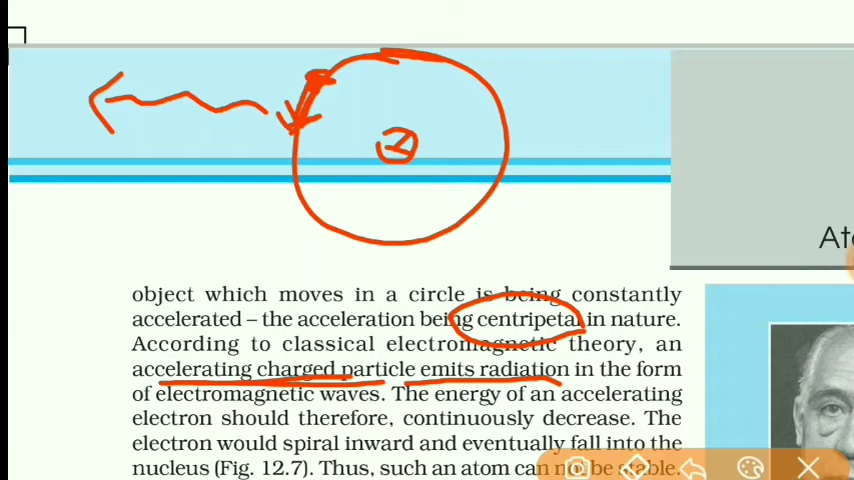 Ato
object which moves in a circle is being constantly
accelerated – the acceleration being centripetal in nature.
According to classical electromagnetic theory, an
accelerating charged particle emits radiation in the form
of electromagnetic waves. The energy of an accelerating
electron should therefore, continuously decrease. The
electron would spiral inward and eventually fall into the
nucleus (Fig. 12.7). Thus, such an atom can not be stable.